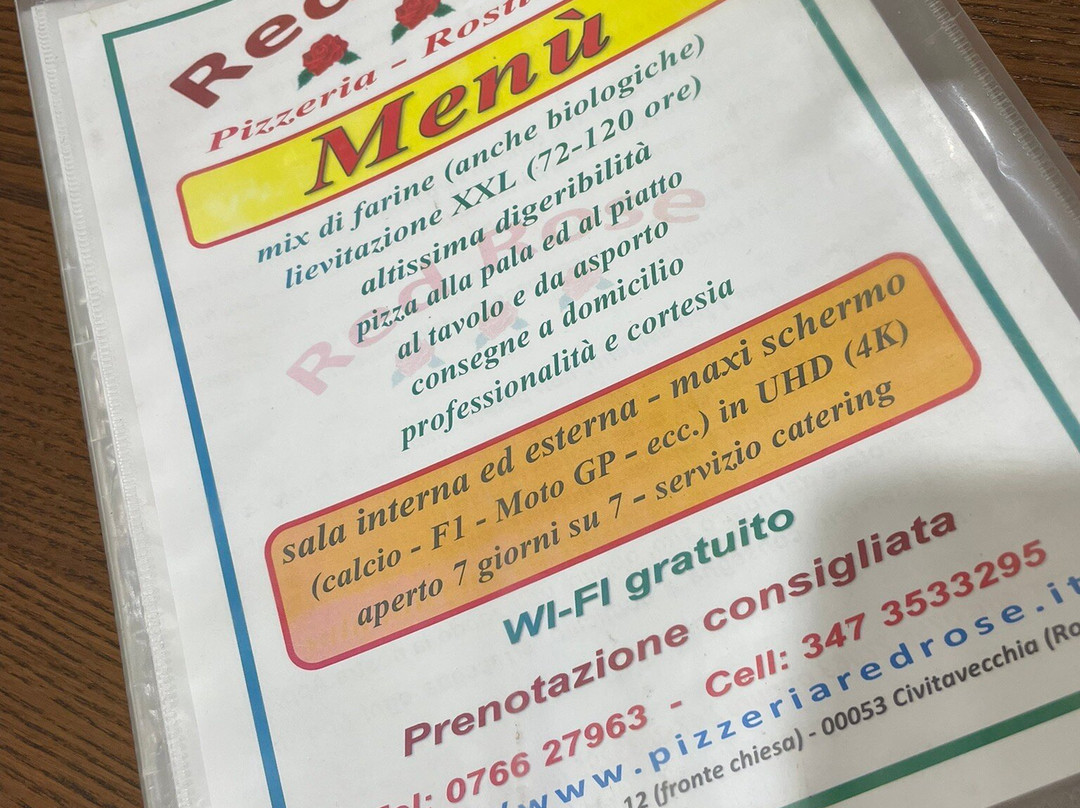 Red
Pizzeria - Rosti
Menù
mix di farine (anche biologiche)
lievitazione XXL (72-120 ore)
altissima digeribilità
pizza alla pala ed al piatto
al tavolo e da asporto
consegne a domicilio
professionalità e cortesia
Red Rose
sala interna ed esterna - maxi schermo
(calcio - F1 - Moto GP - ecc.) in UHD (4K)
aperto 7 giorni su 7 - servizio catering
WI-FI gratuito
Prenotazione consigliata
Tel: 0766 27963 - Cell: 347 3533295
www.pizzeriaredrose.it
12 (fronte chiesa) - 00053 Civitavecchia (Ro